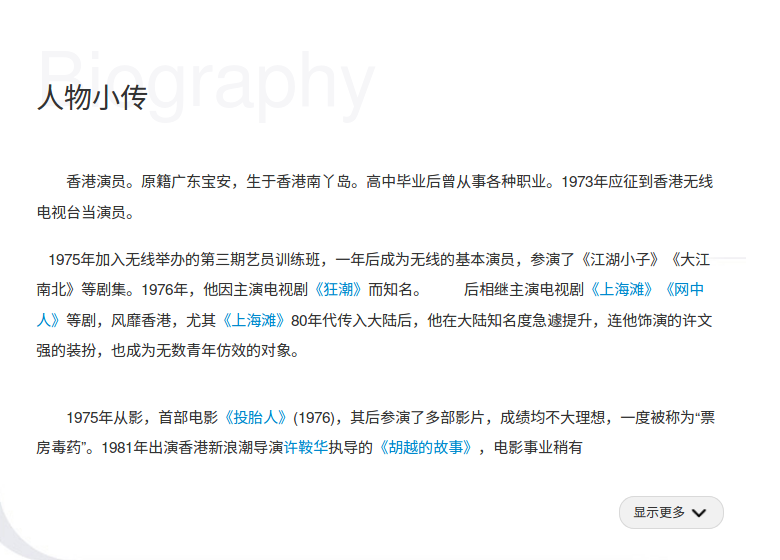 Biography
人物小传
香港演员。原籍广东宝安，生于香港南丫岛。高中毕业后曾从事各种职业。1973年应征到香港无线
电视台当演员。
1975年加入无线举办的第三期艺员训练班，一年后成为无线的基本演员，参演了《江湖小子》《大江
南北》等剧集。1976年，他因主演电视剧《狂潮》而知名。 后相继主演电视剧《上海滩》《网中
人》等剧，风靡香港，尤其《上海滩》80年代传入大陆后，他在大陆知名度急遽提升，连他饰演的许文
强的装扮，也成为无数青年仿效的对象。
1975年从影，首部电影《投胎人》(1976)，其后参演了多部影片，成绩均不大理想，一度被称为“票
房毒药”。1981年出演香港新浪潮导演许鞍华执导的《胡越的故事》，电影事业稍有
显示更多